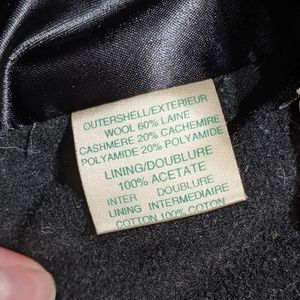 OUTERSHELL/EXTERIEUR
WOOL 60% LAINE
CASHMERE 20% CACHEMIRE
POLYAMIDE 20% POLYAMIDE
LINING/DOUBLURE
100% ACETATE
INTER DOUBLURE
LINING INTERMEDIAIRE
COTTON 100% COTON